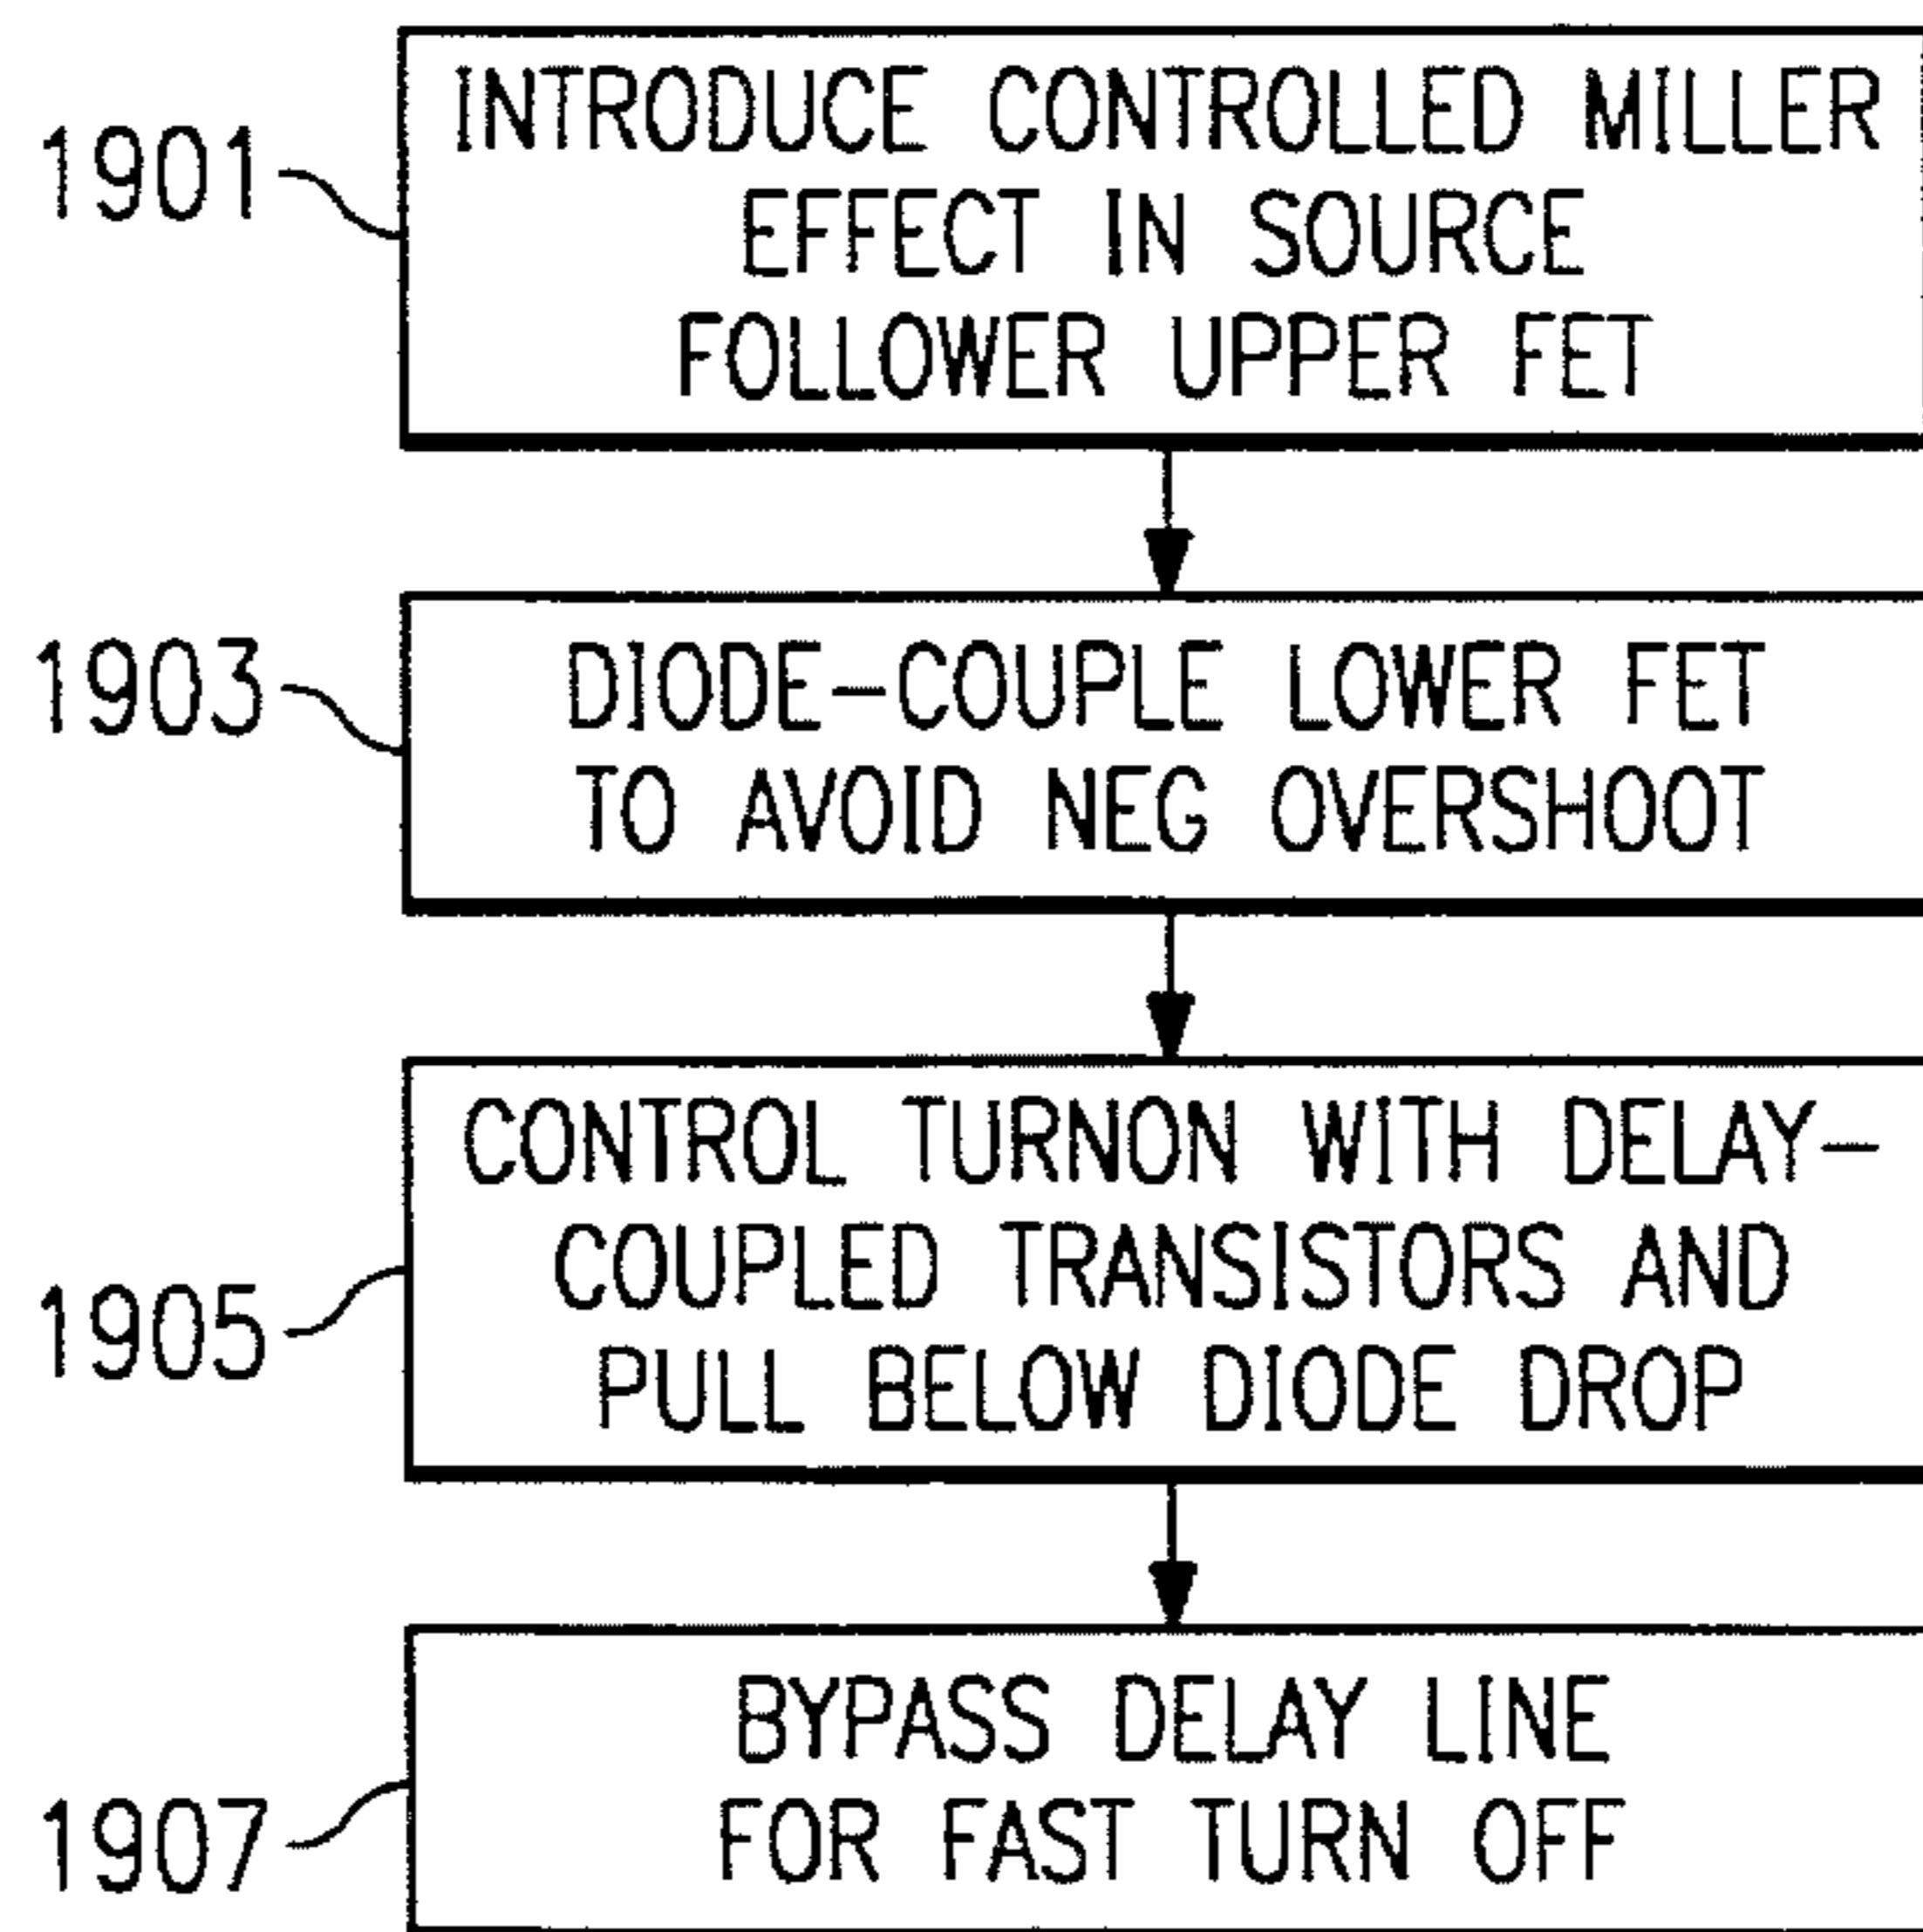 1901
INTRODUCE CONTROLLED MILLER
EFFECT IN SOURCE
FOLLOWER UPPER FET
1903
DIODE-COUPLE LOWER FET
TO AVOID NEG OVERSHOOT
1905
CONTROL TURNON WITH DELAY-
COUPLED TRANSISTORS AND
PULL BELOW DIODE DROP
1907
BYPASS DELAY LINE
FOR FAST TURN OFF